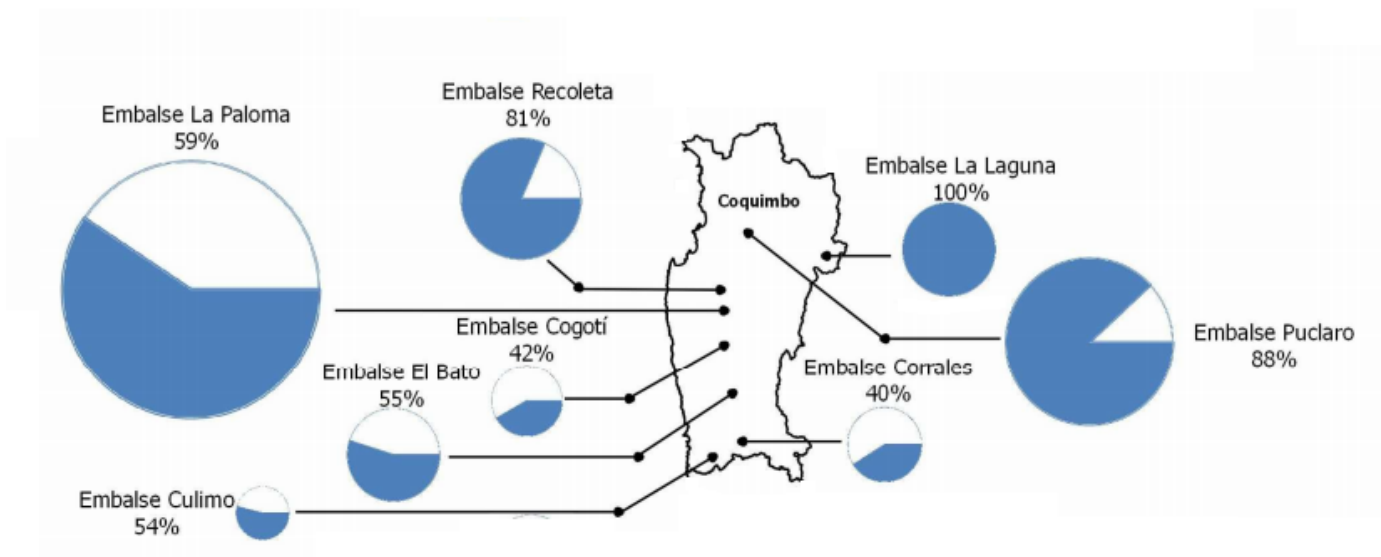 Embalse La Paloma
59%
Embalse Recoleta
81%
Coquimbo
Embalse La Laguna
100%
Embalse Puclaro
88%
Embalse Cogotí
42%
Embalse El Bato
55%
Embalse Corrales
40%
Embalse Culimo
54%